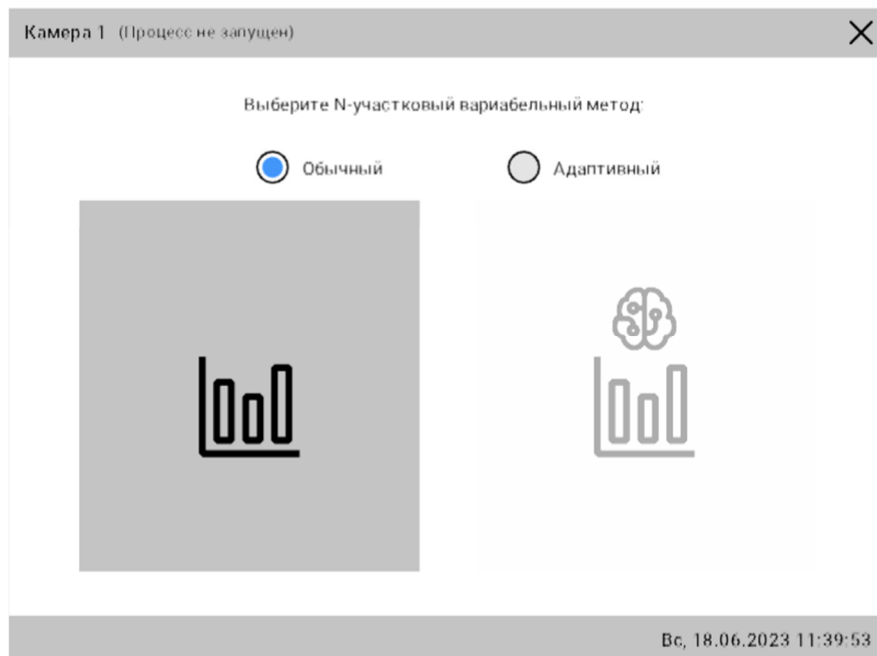 Камера 1 (Процесс не запущен)
Выберите N-участковый вариабельный метод:
Обычный
Адаптивный
Вс, 18.06.2023 11:39:53